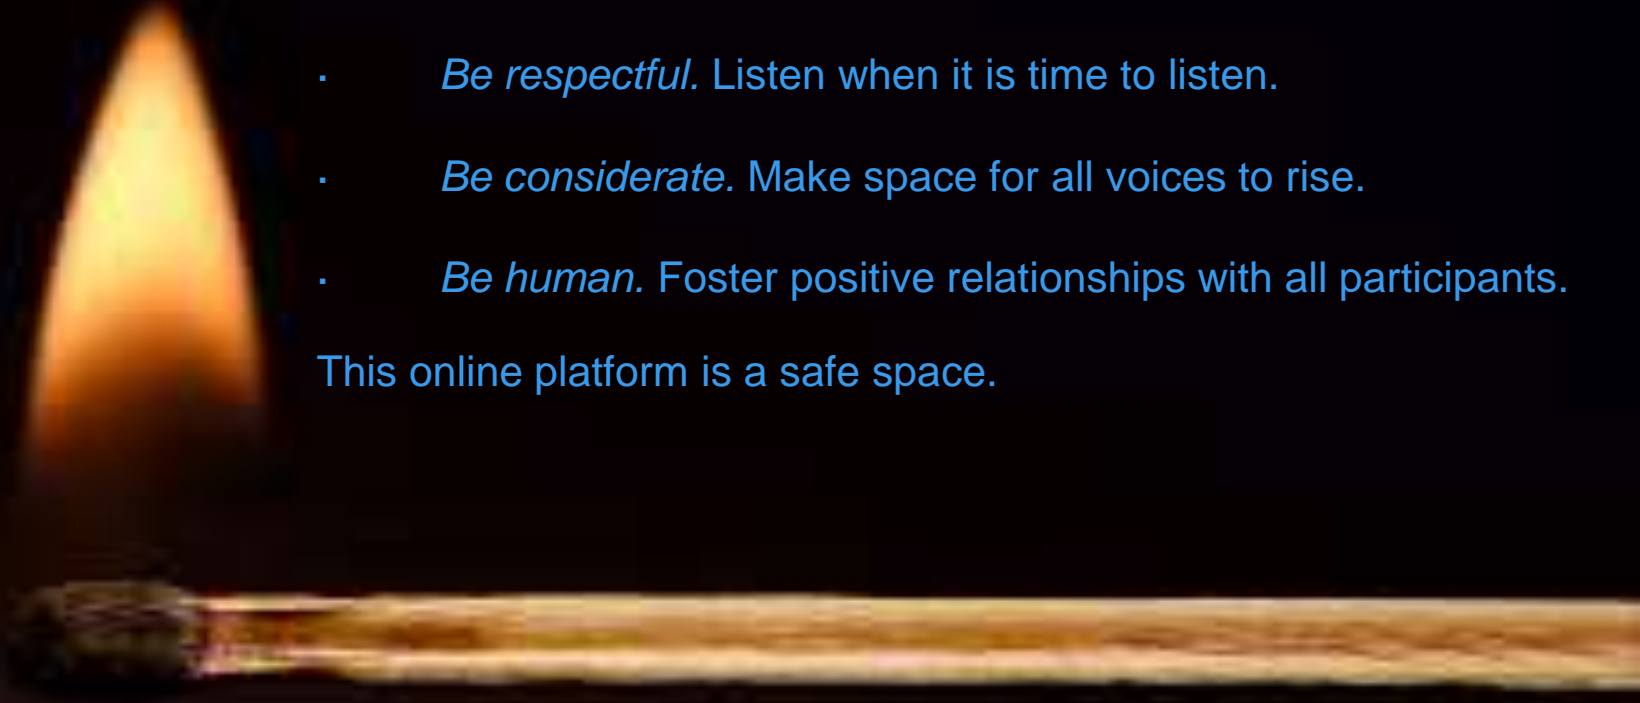 · Be respectful. Listen when it is time to listen.
· Be considerate. Make space for all voices to rise.
· Be human. Foster positive relationships with all participants.
This online platform is a safe space.